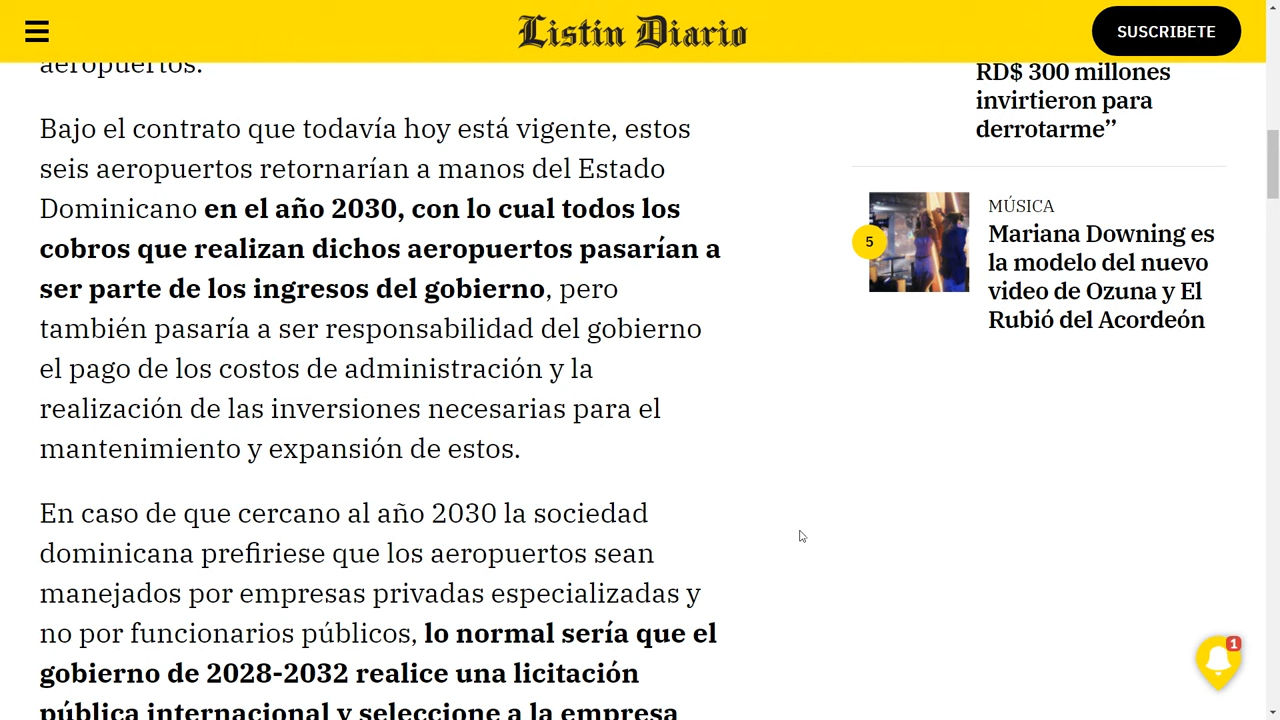 Listin Diario
SUSCRIBETE
aeropuertos.
Bajo el contrato que todavía hoy está vigente, estos
seis aeropuertos retornarían a manos del Estado
Dominicano en el año 2030, con lo cual todos los
cobros que realizan dichos aeropuertos pasarían a
ser parte de los ingresos del gobierno, pero
también pasaría a ser responsabilidad del gobierno
el pago de los costos de administración y la
realización de las inversiones necesarias para el
mantenimiento y expansión de estos.
En caso de que cercano al año 2030 la sociedad
dominicana prefiriese que los aeropuertos sean
manejados por empresas privadas especializadas y
no por funcionarios públicos, lo normal sería que el
gobierno de 2028-2032 realice una licitación
pública internacional y seleccione a la empresa
RD$ 300 millones
invirtieron para
derrotarme”
5
MÚSICA
Mariana Downing es
la modelo del nuevo
video de Ozuna y El
Rubió del Acordeón
1